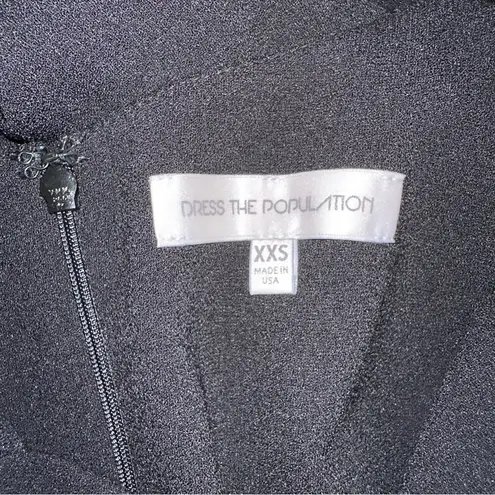 DRESS THE POPULATION
XXS
MADE IN
USA